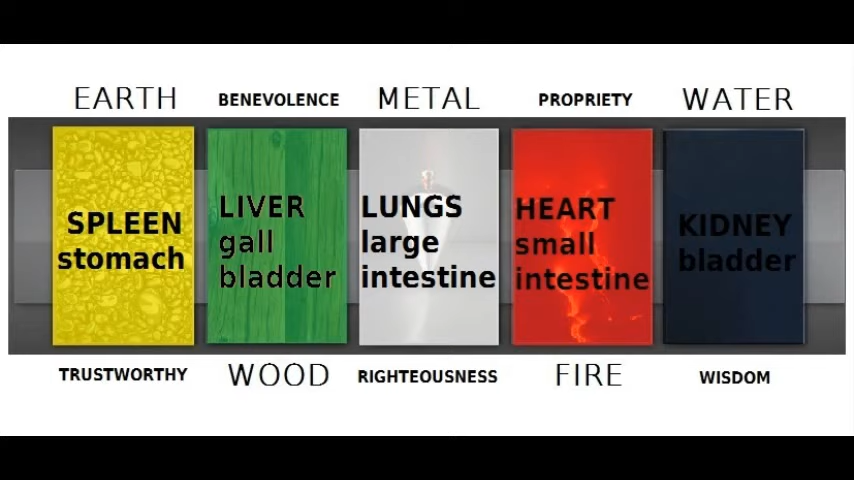 EARTH BENEVOLENCE METAL PROPRIETY WATER
SPLEEN
stomach
LIVER
gall
bladder
LUNGS
large
intestine
HEART
small
intestine
KIDNEY
bladder
TRUSTWORTHY WOOD RIGHTEOUSNESS FIRE WISDOM